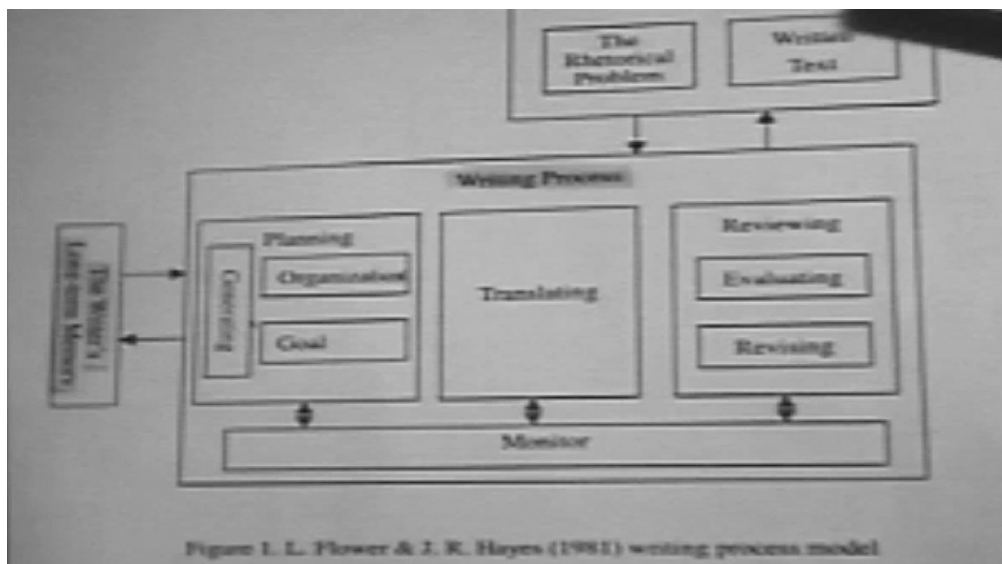 The
Rhetorical
Problem
Written
Text
Writing Process
The Writer's
Long-term Memory
Planning
Generating
Organization
Goal
Translating
Reviewing
Evaluating
Revising
Monitor
Figure 1. L. Flower & J. R. Hayes (1981) writing process model